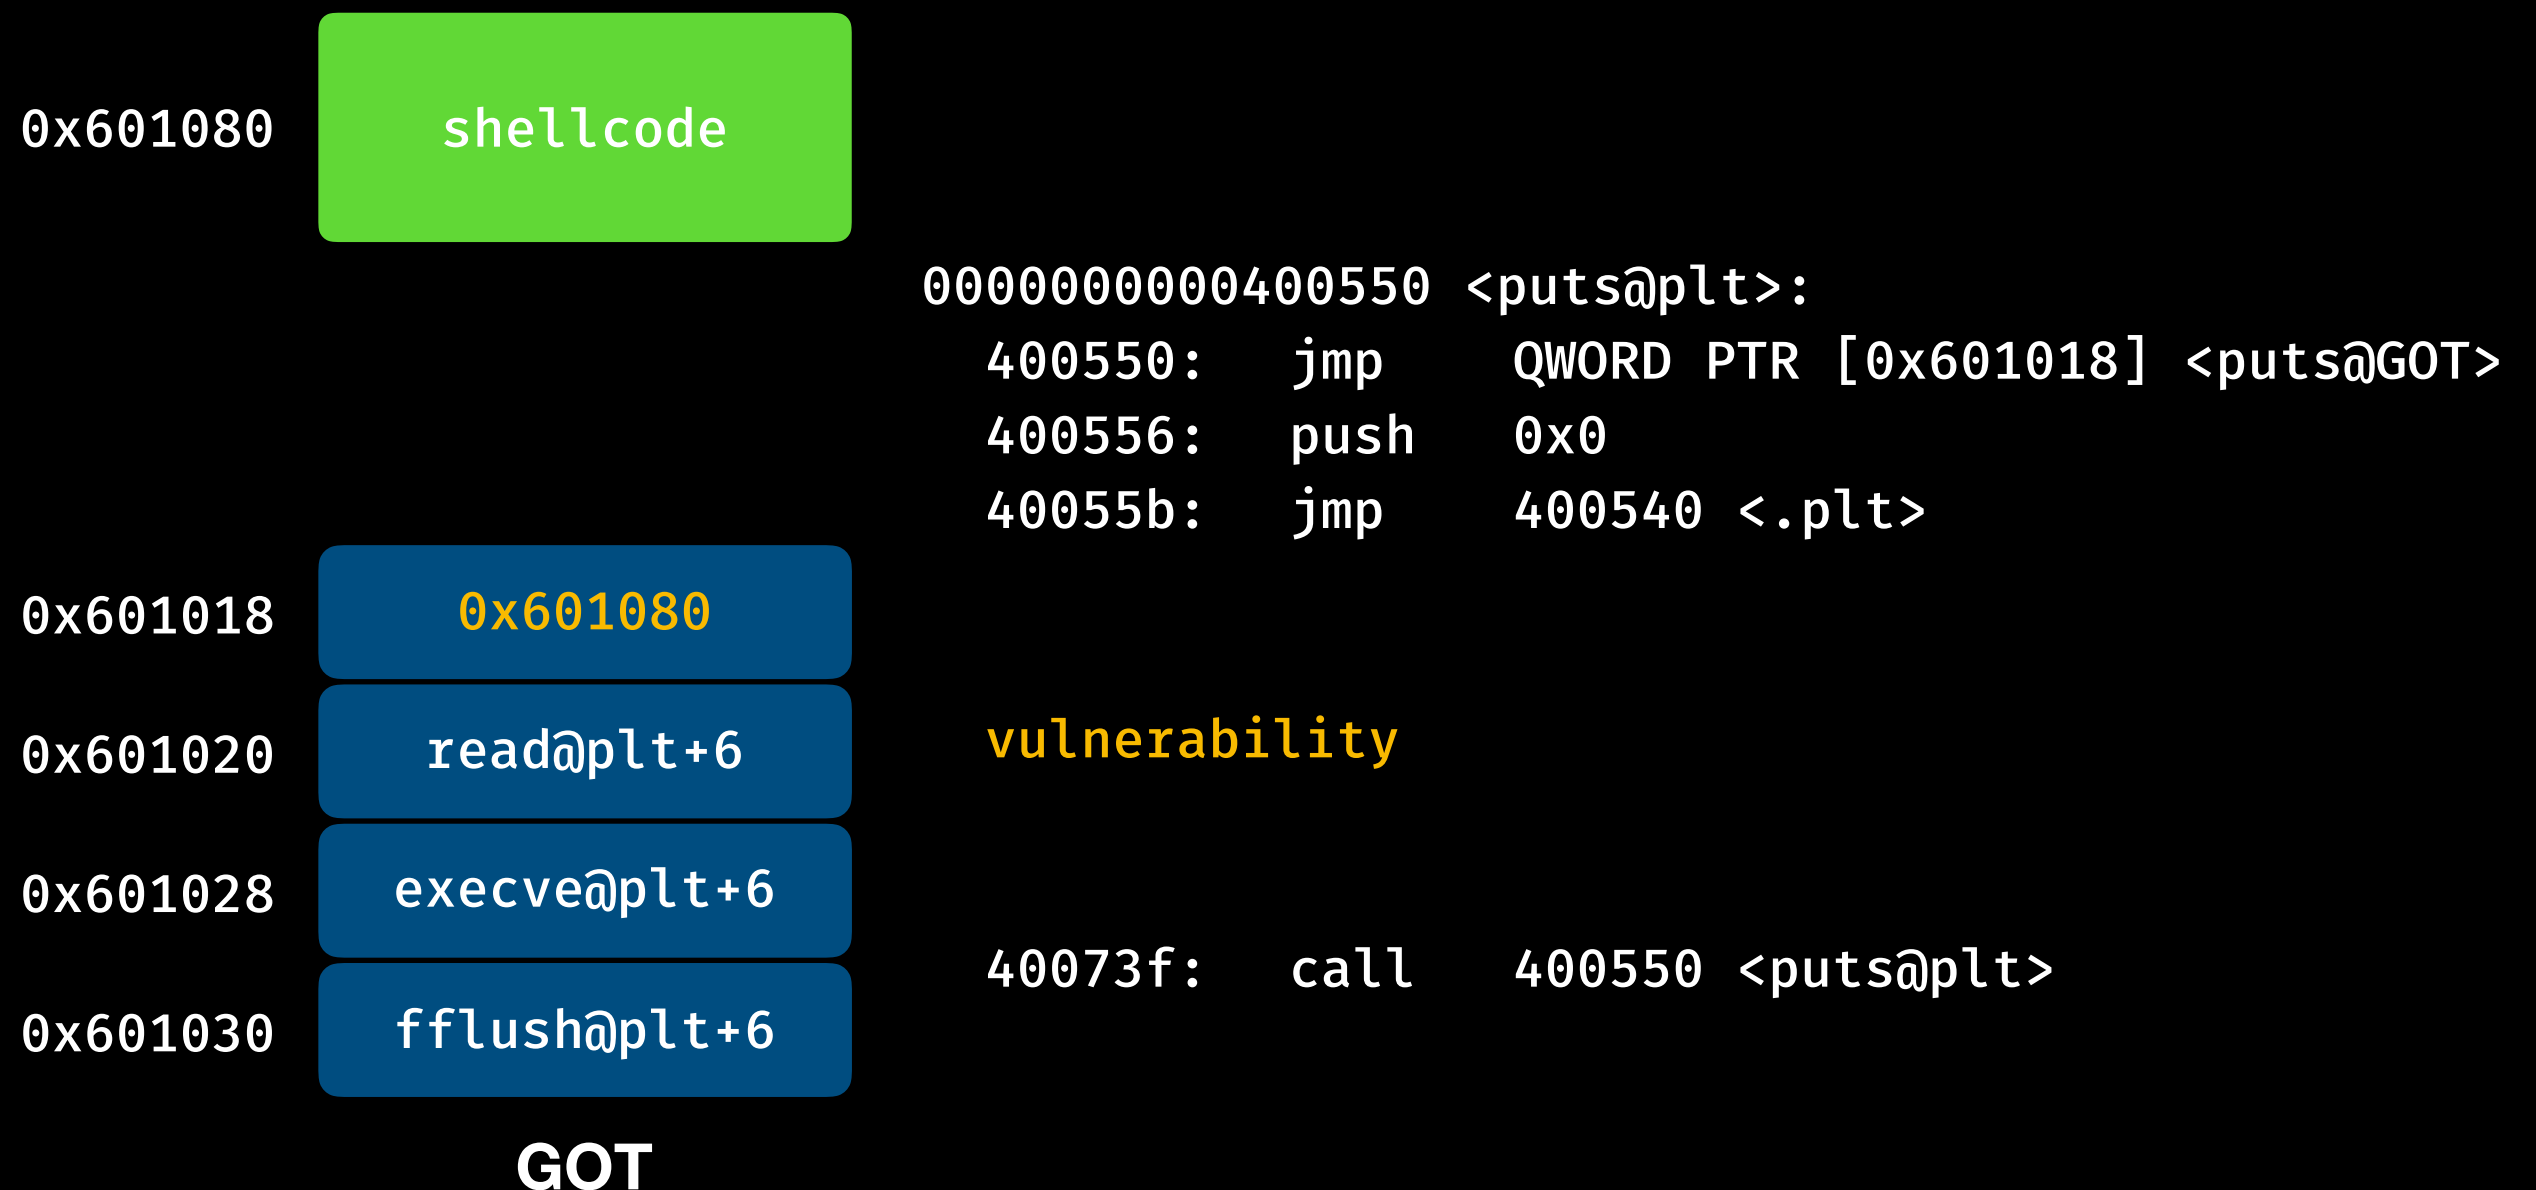 0x601080 shellcode
0000000000400550 <puts@plt>:
400550: jmp QWORD PTR [0x601018] <puts@GOT>
400556: push 0x0
40055b: jmp 400540 <.plt>
0x601018 0x601080
0x601020 read@plt+6
vulnerability
0x601028 execve@plt+6
40073f: call 400550 <puts@plt>
0x601030 fflush@plt+6
GOT